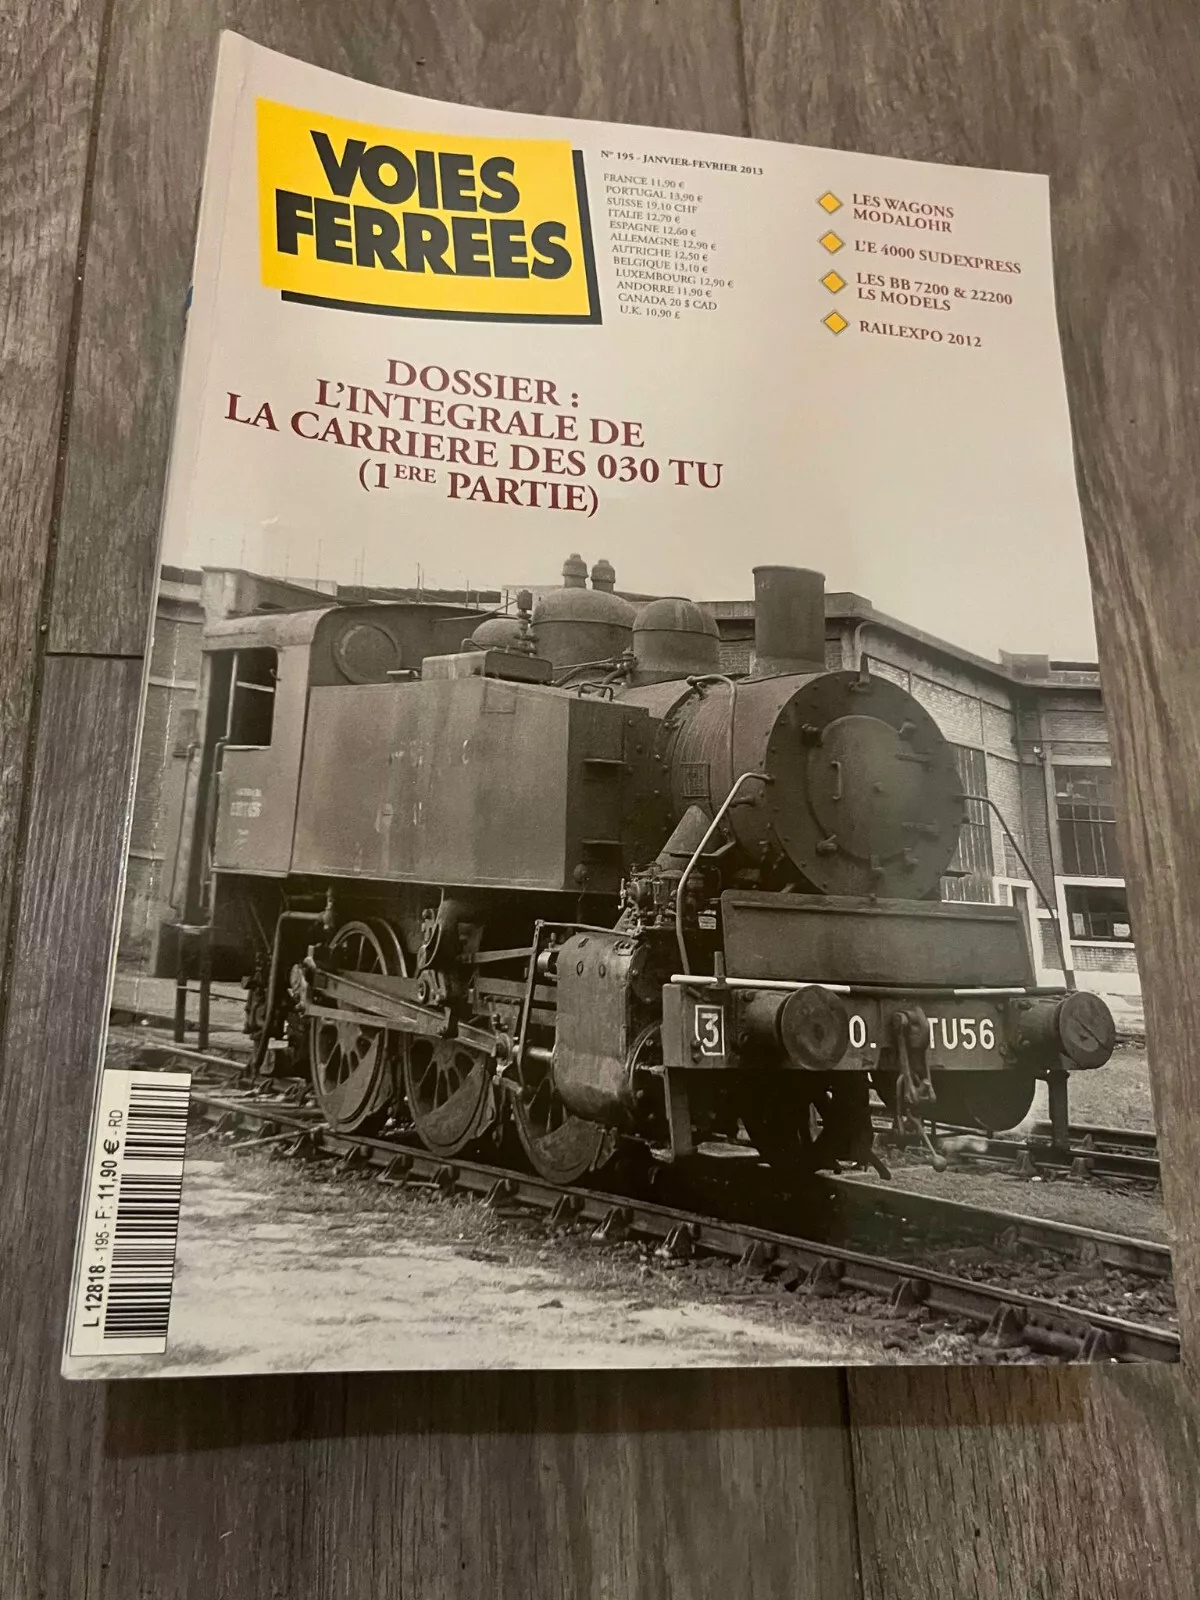 VOIES
FERREES
N° 195 - JANVIER-FEVRIER 2013
FRANCE 11,90 €
PORTUGAL 13,90 €
SUISSE 19,10 CHF
ITALIE 12,70 €
ESPAGNE 12,60 €
ALLEMAGNE 12,90 €
AUTRICHE 12,50 €
BELGIQUE 13,10 €
LUXEMBOURG 12,90 €
ANDORRE 11,90 €
CANADA 20 $ CAD
U.K. 10,90 £
LES WAGONS
MODALOHR
L'E 4000 SUDEXPRESS
LES BB 7200 & 22200
LS MODELS
RAILEXPO 2012
DOSSIER :
L'INTEGRALE DE
LA CARRIERE DES 030 TU
(1ERE PARTIE)
3
0. TU56
L 12818 - 195 - F: 11,90 € - RD